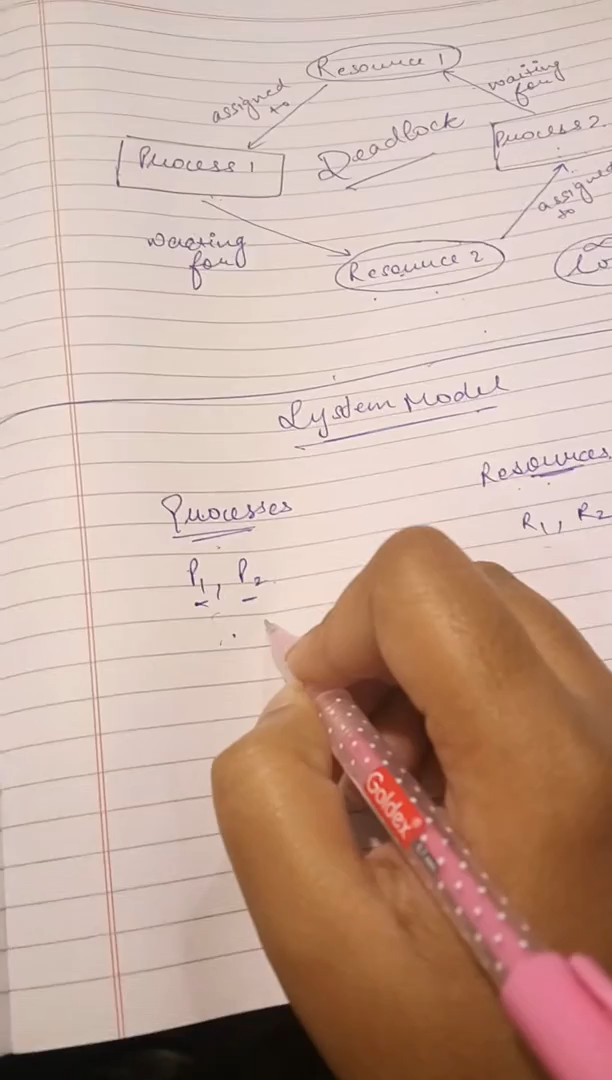 Resource 1
assigned to
waiting for
Process 1
Deadlock
Process 2
waiting for
Resource 2
assigned to
System Model
Processes
Resources
P1, P2
R1, R2
Goldex